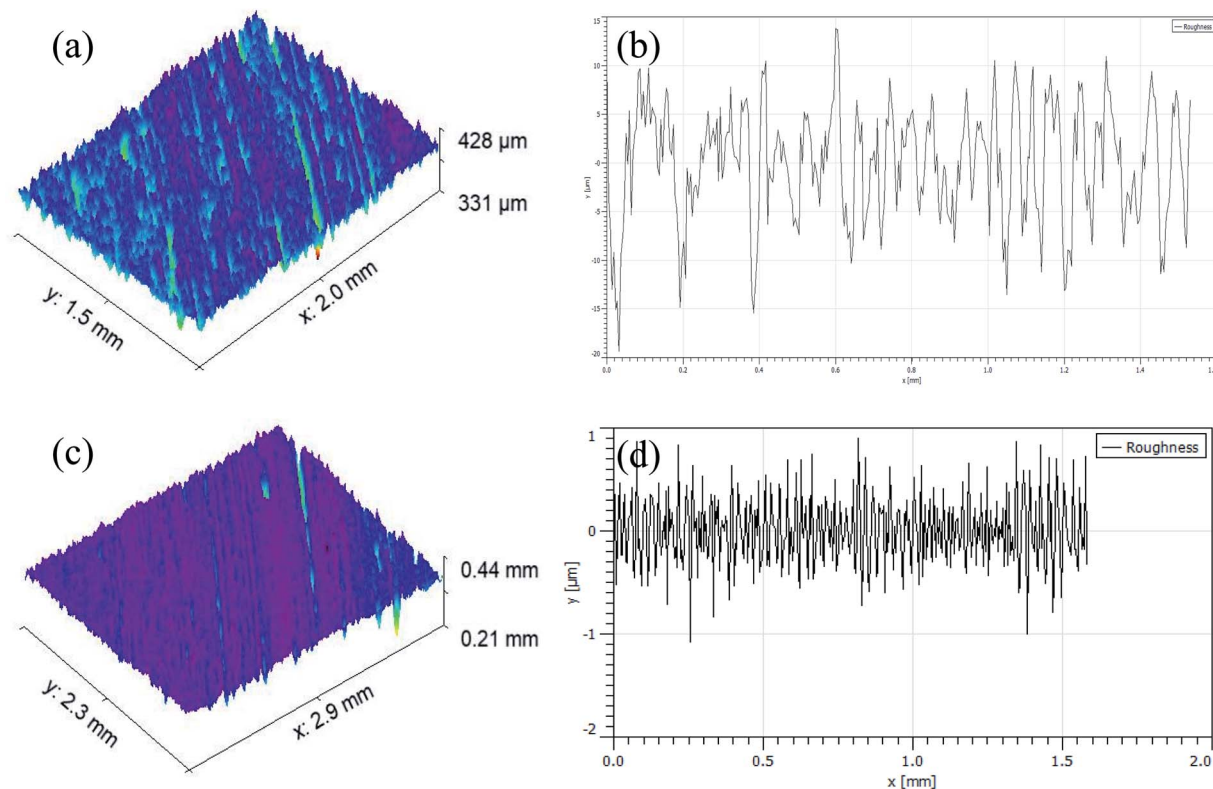 (a)
428 µm
331 µm
y: 1.5 mm
x: 2.0 mm
(b)
Roughness
15
10
5
-0
-5
-10
-15
-20
y [µm]
0.0 0.2 0.4 0.6 0.8 1.0 1.2 1.4
x [mm]
(c)
0.44 mm
0.21 mm
y: 2.3 mm
x: 2.9 mm
(d)
Roughness
1
0
-1
-2
y [µm]
0.0 0.5 1.0 1.5 2.0
x [mm]